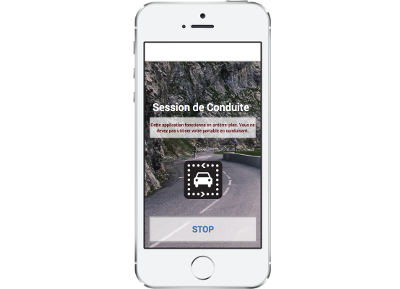 Session de Conduite
Cette application fonctionne en arrière plan. Vous ne
devez pas utiliser votre portable en conduisant.
STOP